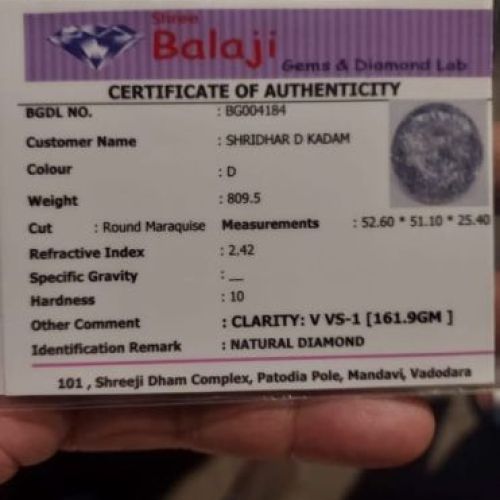 Shree
Balaji
Gems & Diamond Lab
CERTIFICATE OF AUTHENTICITY
BGDL NO. : BG004184
Customer Name : SHRIDHAR D KADAM
Colour : D
Weight : 809.5
Cut : Round Maraquise Measurements : 52.60 * 51.10 * 25.40
Refractive Index : 2.42
Specific Gravity : __
Hardness : 10
Other Comment : CLARITY: V VS-1 [161.9GM ]
Identification Remark : NATURAL DIAMOND
101 , Shreeji Dham Complex, Patodia Pole, Mandavi, Vadodara